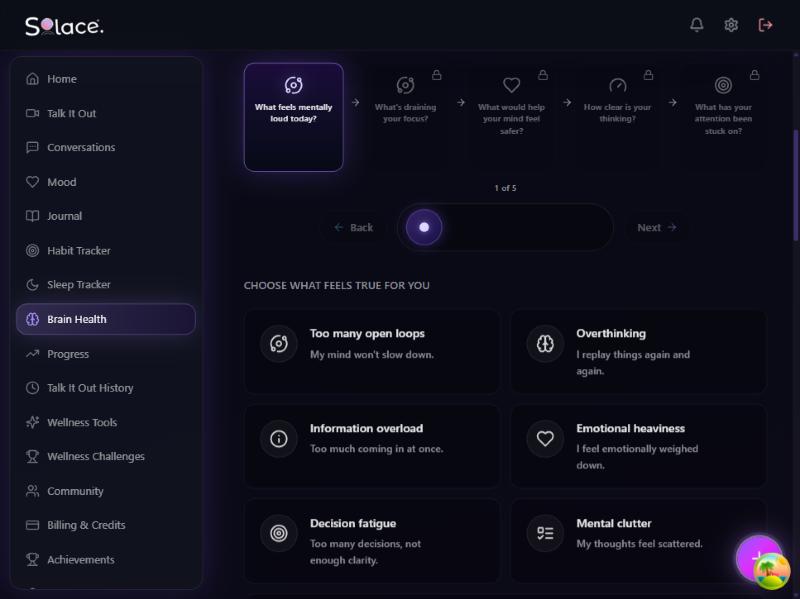 Solace.
Home
Talk It Out
Conversations
Mood
Journal
Habit Tracker
Sleep Tracker
Brain Health
Progress
Talk It Out History
Wellness Tools
Wellness Challenges
Community
Billing & Credits
Achievements
What feels mentally
loud today?
What's draining
your focus?
What would help
your mind feel
safer?
How clear is your
thinking?
What has your
attention been
stuck on?
1 of 5
Back
Next
CHOOSE WHAT FEELS TRUE FOR YOU
Too many open loops
My mind won't slow down.
Overthinking
I replay things again and
again.
Information overload
Too much coming in at once.
Emotional heaviness
I feel emotionally weighed
down.
Decision fatigue
Too many decisions, not
enough clarity.
Mental clutter
My thoughts feel scattered.